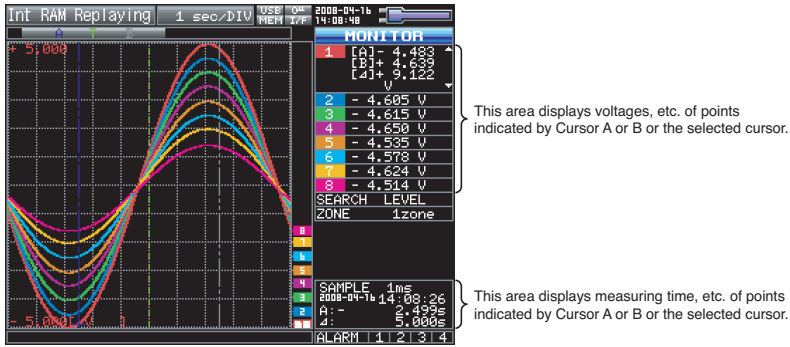 Int RAM Replaying 1 sec/DIV USB MEM I/F 2008-04-16 14:08:48
A T B
+ 5.000
MONITOR
1 [A]- 4.483
[B]+ 4.639
[⊿]+ 9.122
V
2 - 4.605 V
3 - 4.615 V
4 - 4.650 V
5 - 4.535 V
6 - 4.578 V
7 - 4.624 V
8 - 4.514 V
SEARCH LEVEL
ZONE 1zone
This area displays voltages, etc. of points
indicated by Cursor A or B or the selected cursor.
8
7
6
5
4
3
2
1
- 5.000[ V ]
SAMPLE 1ms
2008-04-16 14:08:26
A:- 2.499s
⊿: 5.000s
This area displays measuring time, etc. of points
indicated by Cursor A or B or the selected cursor.
ALARM 1 2 3 4